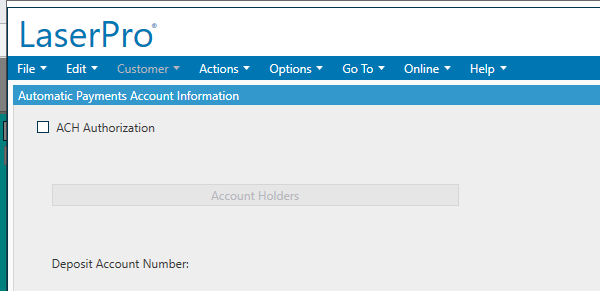 LaserPro®
File Edit Customer Actions Options Go To Online Help
Automatic Payments Account Information
ACH Authorization
Account Holders
Deposit Account Number: